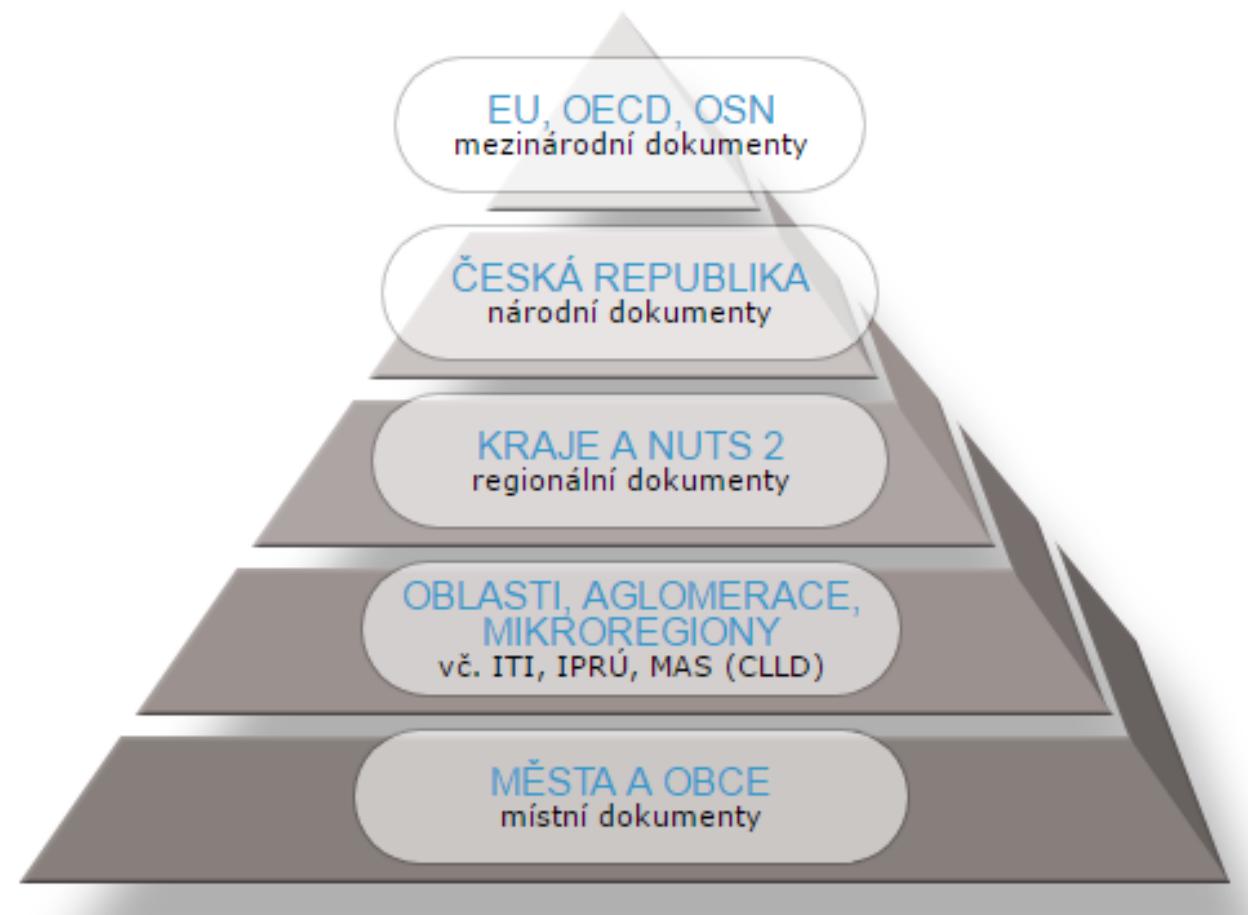 EU, OECD, OSN
mezinárodní dokumenty
ČESKÁ REPUBLIKA
národní dokumenty
KRAJE A NUTS 2
regionální dokumenty
OBLASTI, AGLOMERACE,
MIKROREGIONY
vč. ITI, IPRÚ, MAS (CLLD)
MĚSTA A OBCE
místní dokumenty